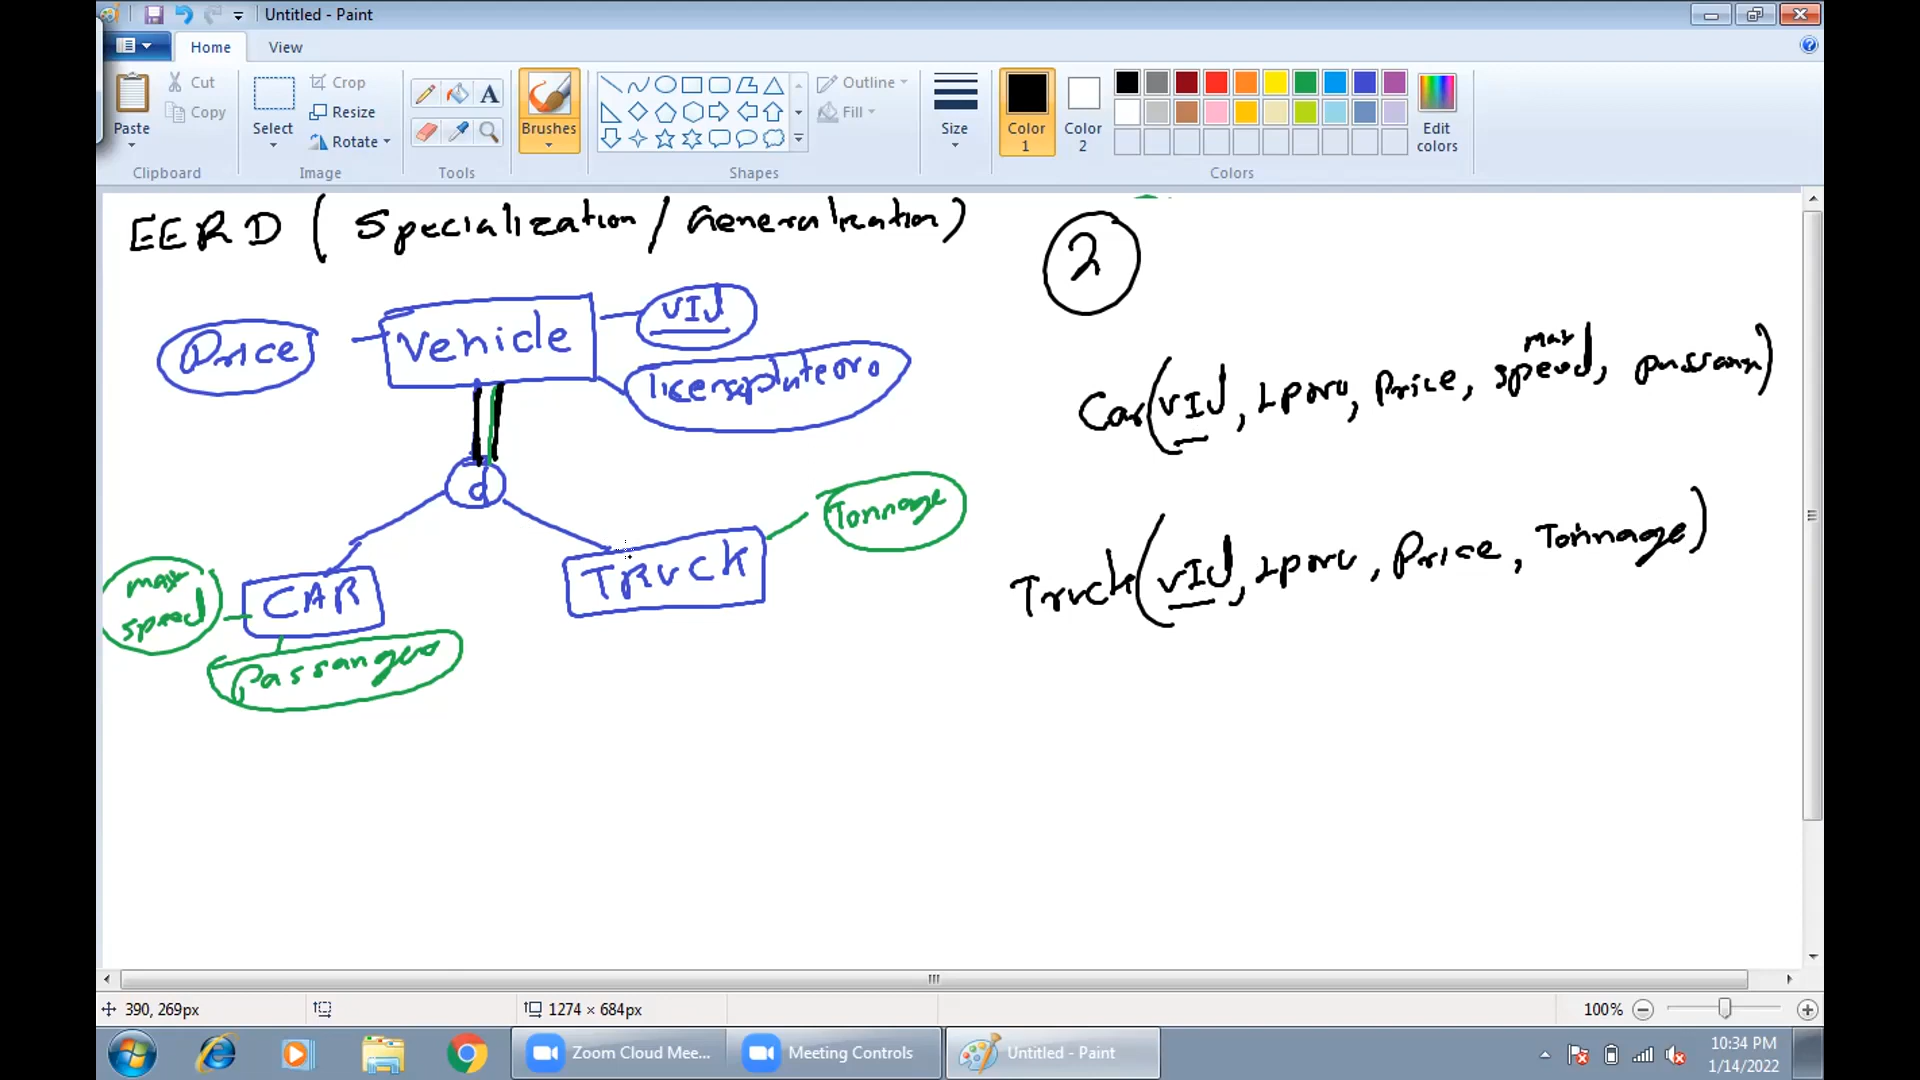 Untitled - Paint
Home View
Cut
Copy
Paste
Clipboard
Crop
Resize
Rotate
Select
Image
Tools
Brushes
Shapes
Outline
Fill
Size
Color 1
Color 2
Edit colors
Colors
EERD ( Specialization / Generalization )
2
Price
Vehicle
VId
d
CAR
TRUCK
Tonnage
max speed
Car ( VId, LPNO, Price, max speed,
Truck ( VId, LPNO, Price, Tonnage )
390, 269px
1274 × 684px
100%
Zoom Cloud Mee...
Meeting Controls
Untitled - Paint
10:34 PM
1/14/2022